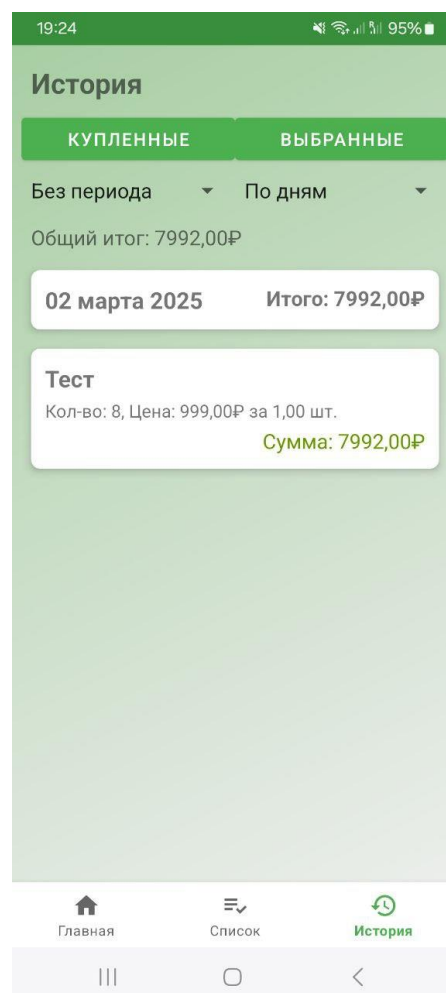 19:24 95%
История
КУПЛЕННЫЕ ВЫБРАННЫЕ
Без периода По дням
Общий итог: 7992,00₽
02 марта 2025 Итого: 7992,00₽
Тест
Кол-во: 8, Цена: 999,00₽ за 1,00 шт.
Сумма: 7992,00₽
Главная Список История